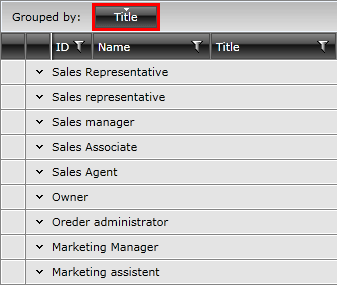 Grouped by: Title
ID Name Title
Sales Representative
Sales representative
Sales manager
Sales Associate
Sales Agent
Owner
Oreder administrator
Marketing Manager
Marketing assistent